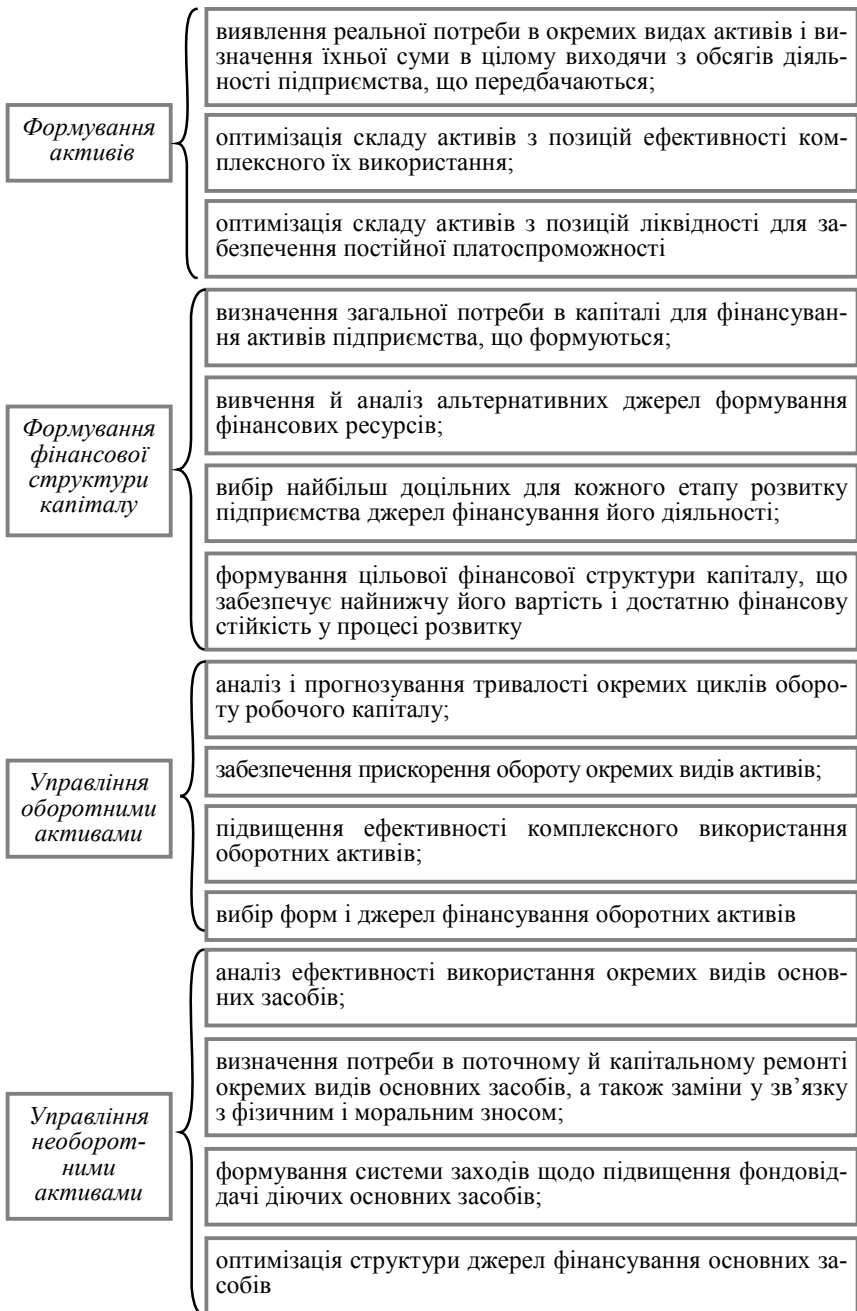 Формування
активів
виявлення реальної потреби в окремих видах активів і ви-
значення їхньої суми в цілому виходячи з обсягів діяль-
ності підприємства, що передбачаються;
оптимізація складу активів з позицій ефективності ком-
плексного їх використання;
оптимізація складу активів з позицій ліквідності для за-
безпечення постійної платоспроможності
Формування
фінансової
структури
капіталу
визначення загальної потреби в капіталі для фінансуван-
ня активів підприємства, що формуються;
вивчення й аналіз альтернативних джерел формування
фінансових ресурсів;
вибір найбільш доцільних для кожного етапу розвитку
підприємства джерел фінансування його діяльності;
формування цільової фінансової структури капіталу, що
забезпечує найнижчу його вартість і достатню фінансову
стійкість у процесі розвитку
Управління
оборотними
активами
аналіз і прогнозування тривалості окремих циклів оборо-
ту робочого капіталу;
забезпечення прискорення обороту окремих видів активів;
підвищення ефективності комплексного використання
оборотних активів;
вибір форм і джерел фінансування оборотних активів
Управління
необорот-
ними
активами
аналіз ефективності використання окремих видів основ-
них засобів;
визначення потреби в поточному й капітальному ремонті
окремих видів основних засобів, а також заміни у зв’язку
з фізичним і моральним зносом;
формування системи заходів щодо підвищення фондовід-
дачі діючих основних засобів;
оптимізація структури джерел фінансування основних за-
собів